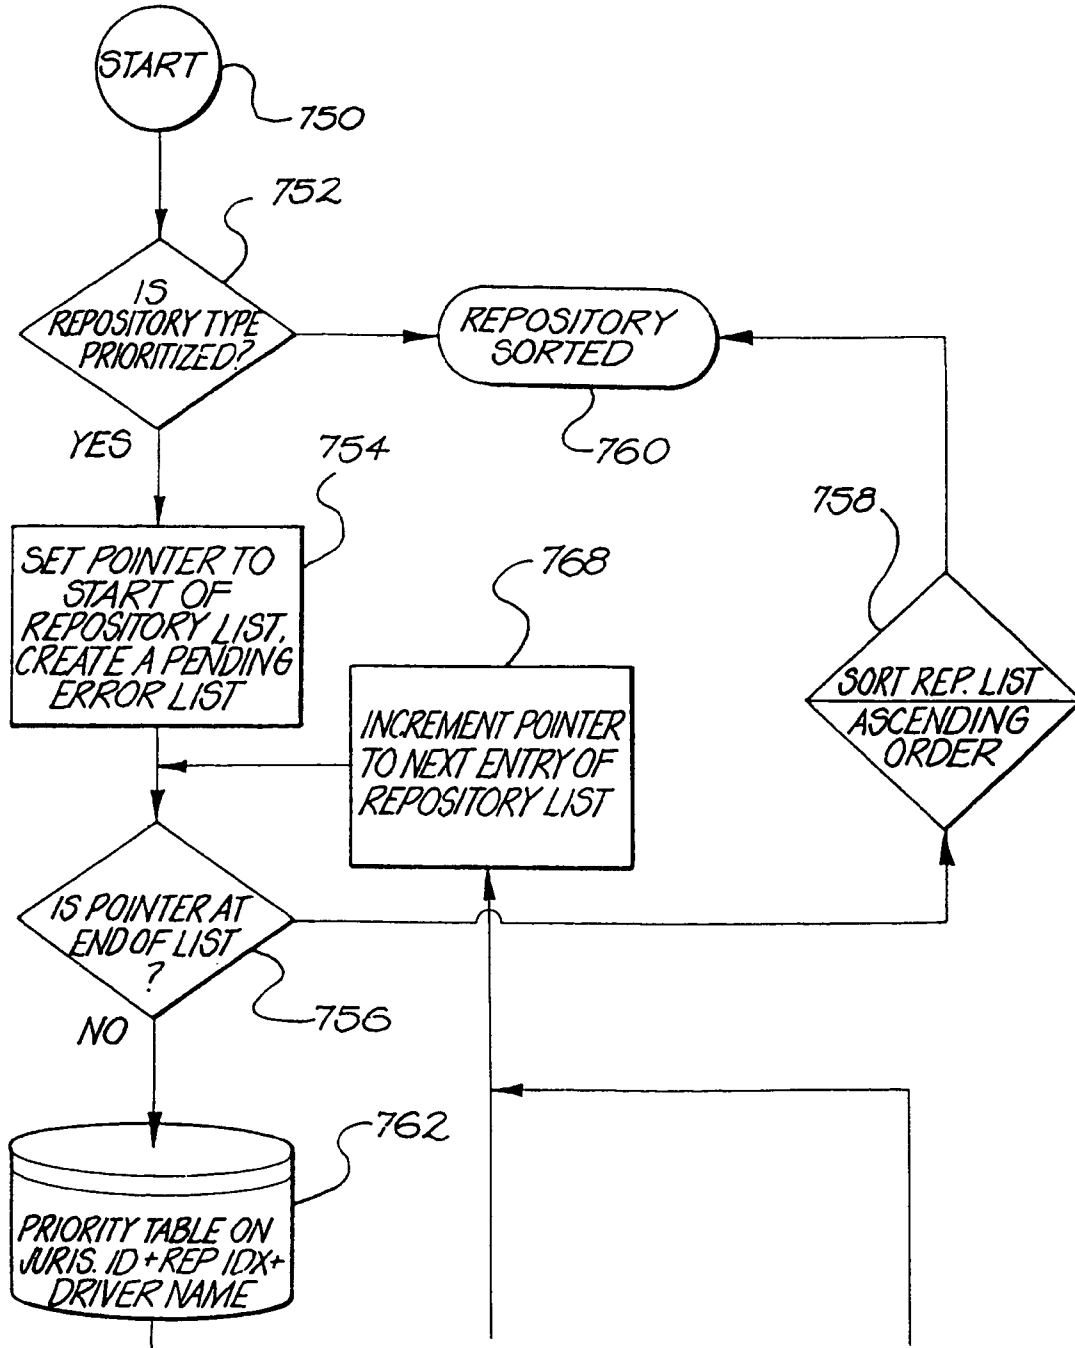 START
750
752
IS
REPOSITORY TYPE
PRIORITIZED?
REPOSITORY
SORTED
760
YES
754
SET POINTER TO
START OF
REPOSITORY LIST,
CREATE A PENDING
ERROR LIST
768
INCREMENT POINTER
TO NEXT ENTRY OF
REPOSITORY LIST
758
SORT REP. LIST
ASCENDING
ORDER
IS POINTER AT
END OF LIST
?
756
NO
762
PRIORITY TABLE ON
JURIS. ID + REP IDX +
DRIVER NAME